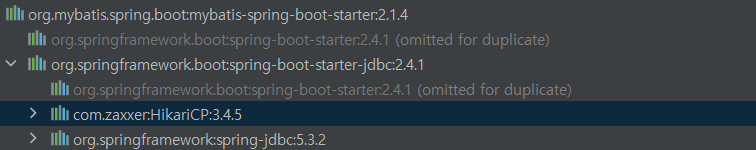 org.mybatis.spring.boot:mybatis-spring-boot-starter:2.1.4
org.springframework.boot:spring-boot-starter:2.4.1 (omitted for duplicate)
org.springframework.boot:spring-boot-starter-jdbc:2.4.1
org.springframework.boot:spring-boot-starter:2.4.1 (omitted for duplicate)
com.zaxxer:HikariCP:3.4.5
org.springframework:spring-jdbc:5.3.2